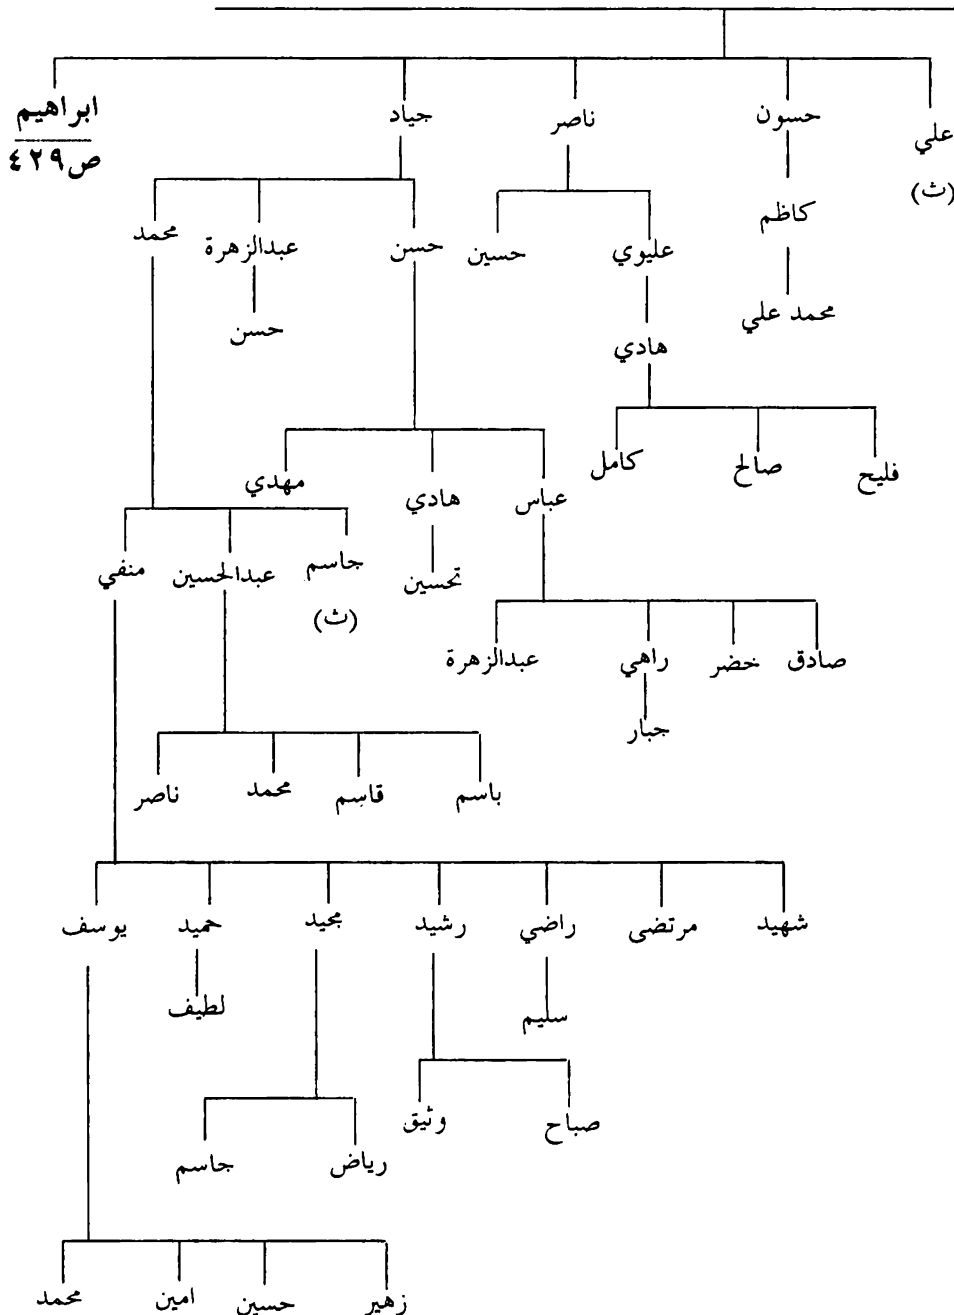 علي حسون ناصر جياد ابراهيم
(ث) ص٤٢٩
كاظم
عليوي حسين حسن عبدالزهرة محمد
محمد علي حسن
هادي
فليح صالح كامل
عباس هادي مهدي
تحسين
جاسم عبدالحسين منفي
(ث)
صادق خضر راهي عبدالزهرة
جبار
باسم قاسم محمد ناصر
شهيد مرتضى راضي رشيد مجيد حميد يوسف
سليم لطيف
صباح وثيق
رياض جاسم
زهير حسين امين محمد